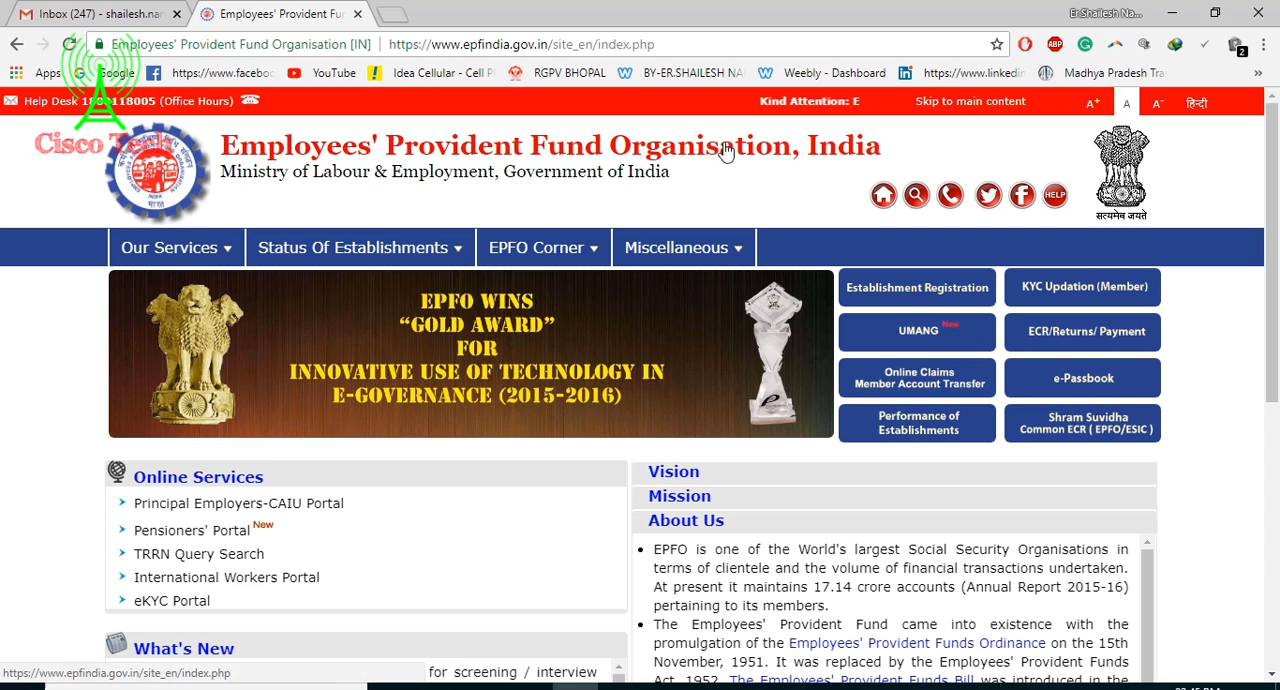 Inbox (247) - shailesh.nar
Employees' Provident Fun
Er.Shailesh Na...
Employees' Provident Fund Organisation [IN]
https://www.epfindia.gov.in/site_en/index.php
ABP
2
Apps
Google
https://www.faceboo
YouTube
Idea Cellular - Cell P
RGPV BHOPAL
BY-ER.SHAILESH NA
Weebly - Dashboard
https://www.linkedin
Madhya Pradesh Tra
Help Desk 1800118005 (Office Hours)
Kind Attention: E
Skip to main content
A+
A
A-
हिन्दी
Cisco Tech
Employees' Provident Fund Organisation, India
Ministry of Labour & Employment, Government of India
HELP
सत्यमेव जयते
Our Services
Status Of Establishments
EPFO Corner
Miscellaneous
EPFO WINS
“GOLD AWARD”
FOR
INNOVATIVE USE OF TECHNOLOGY IN
E-GOVERNANCE (2015-2016)
Establishment Registration
KYC Updation (Member)
UMANG New
ECR/Returns/ Payment
Online Claims
Member Account Transfer
e-Passbook
Performance of
Establishments
Shram Suvidha
Common ECR ( EPFO/ESIC )
Online Services
Principal Employers-CAIU Portal
Pensioners' Portal New
TRRN Query Search
International Workers Portal
eKYC Portal
What's New
for screening / interview
Vision
Mission
About Us
EPFO is one of the World's largest Social Security Organisations in
terms of clientele and the volume of financial transactions undertaken.
At present it maintains 17.14 crore accounts (Annual Report 2015-16)
pertaining to its members.
The Employees' Provident Fund came into existence with the
promulgation of the Employees' Provident Funds Ordinance on the 15th
November, 1951. It was replaced by the Employees' Provident Funds
Act, 1952. The Employees' Provident Funds Bill was introduced in the
https://www.epfindia.gov.in/site_en/index.php